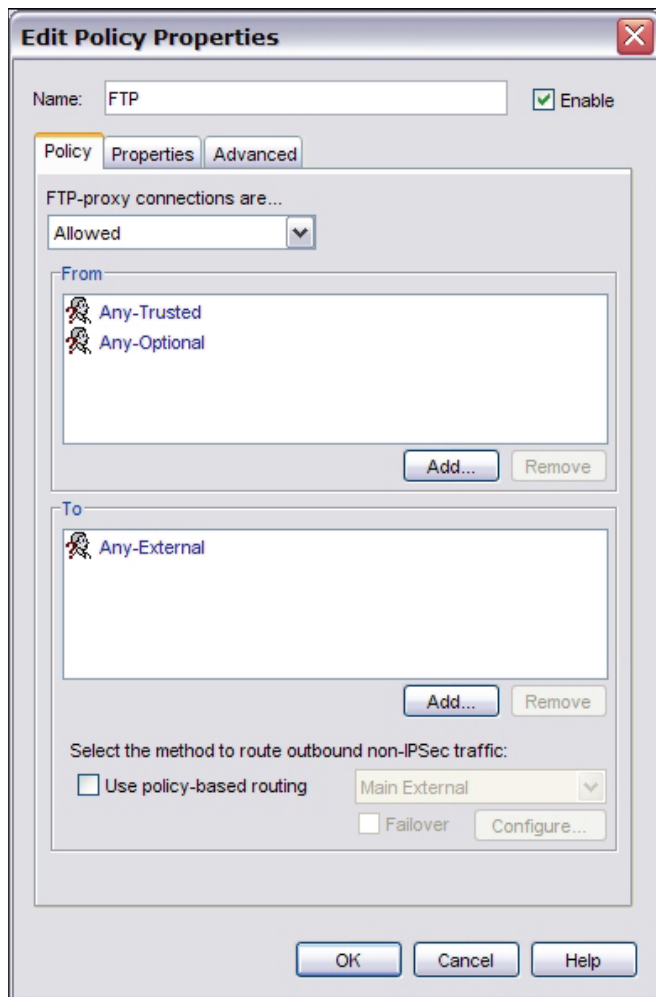 Edit Policy Properties
Name: FTP Enable
Policy Properties Advanced
FTP-proxy connections are...
Allowed
From
Any-Trusted
Any-Optional
Add... Remove
To
Any-External
Add... Remove
Select the method to route outbound non-IPSec traffic:
Use policy-based routing Main External
Failover Configure...
OK Cancel Help